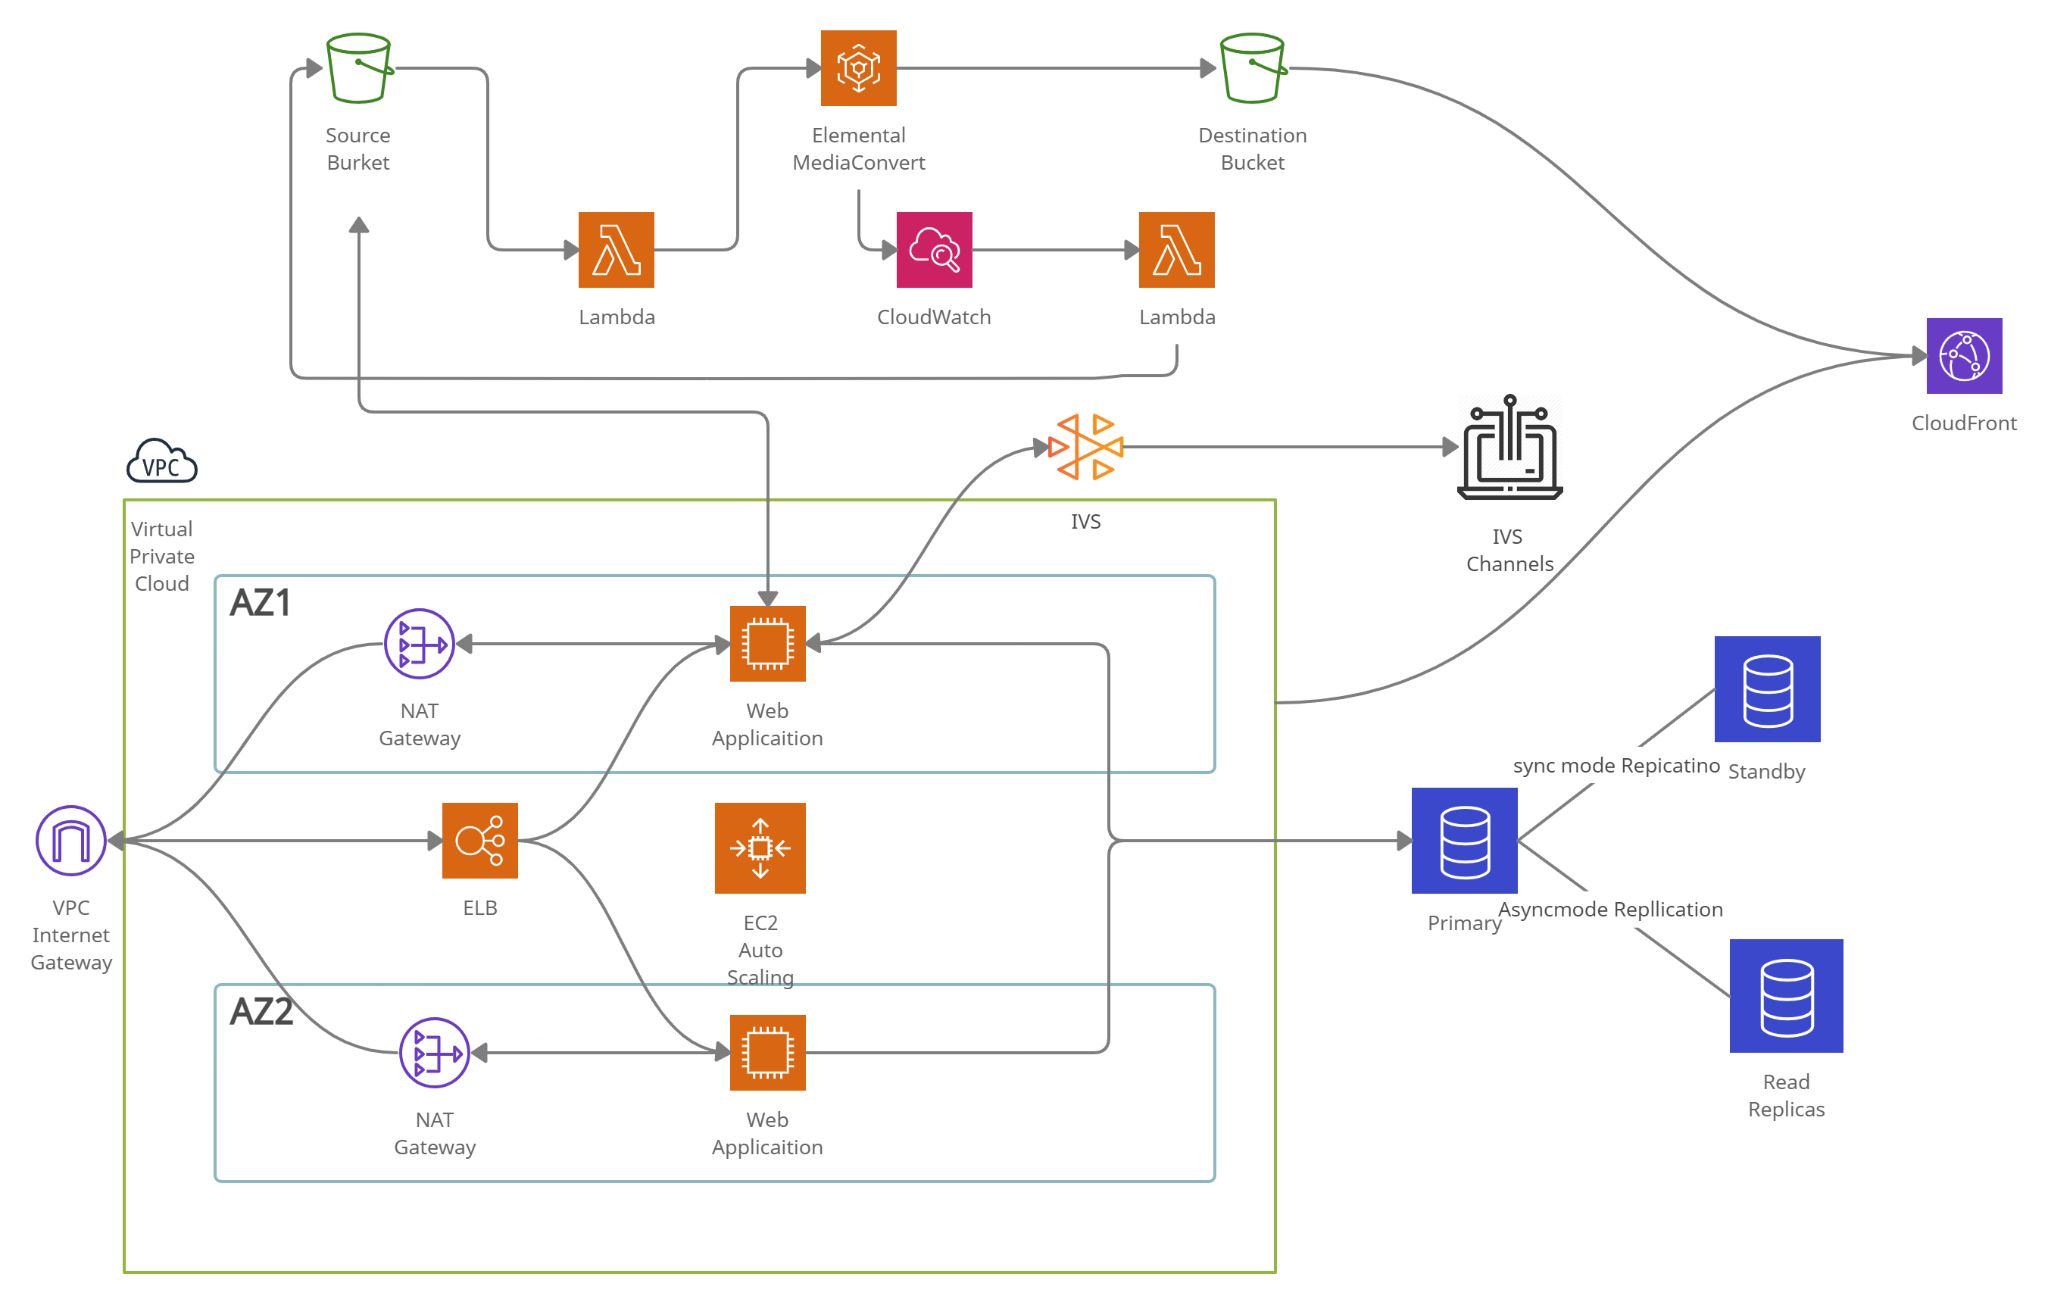 Source
Burket
Elemental
MediaConvert
Destination
Bucket
Lambda
CloudWatch
Lambda
CloudFront
VPC
IVS
IVS
Channels
Virtual
Private
Cloud
AZ1
NAT
Gateway
Web
Applicaition
sync mode Repicatino
Standby
VPC
Internet
Gateway
ELB
EC2
Auto
Scaling
Primary
Asyncmode Repllication
AZ2
NAT
Gateway
Web
Applicaition
Read
Replicas